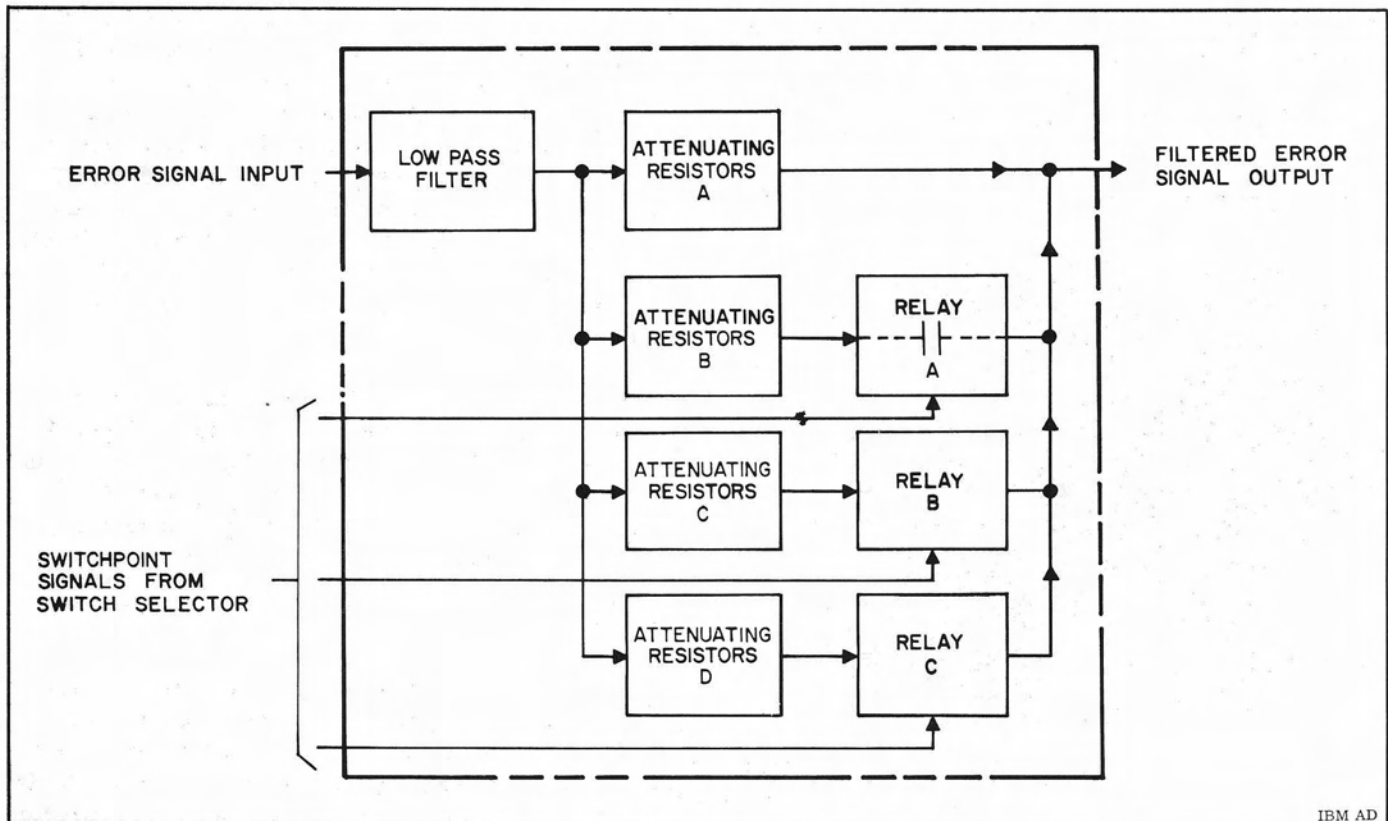 ERROR SIGNAL INPUT
LOW PASS
FILTER
ATTENUATING
RESISTORS
A
FILTERED ERROR
SIGNAL OUTPUT
ATTENUATING
RESISTORS
B
RELAY
A
ATTENUATING
RESISTORS
C
RELAY
B
SWITCHPOINT
SIGNALS FROM
SWITCH SELECTOR
ATTENUATING
RESISTORS
D
RELAY
C
IBM AD